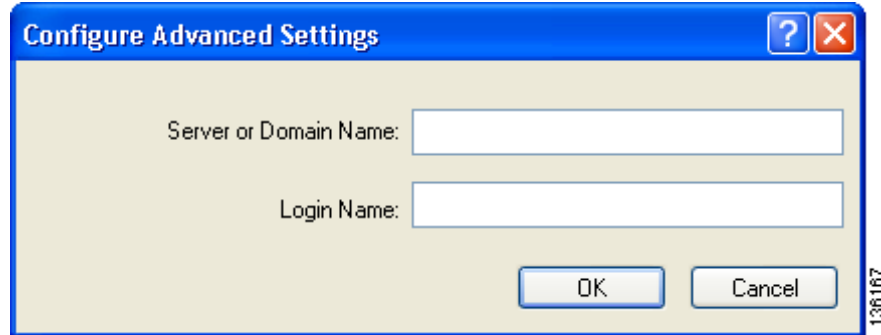 Configure Advanced Settings
?
Server or Domain Name:
Login Name:
OK Cancel
136167